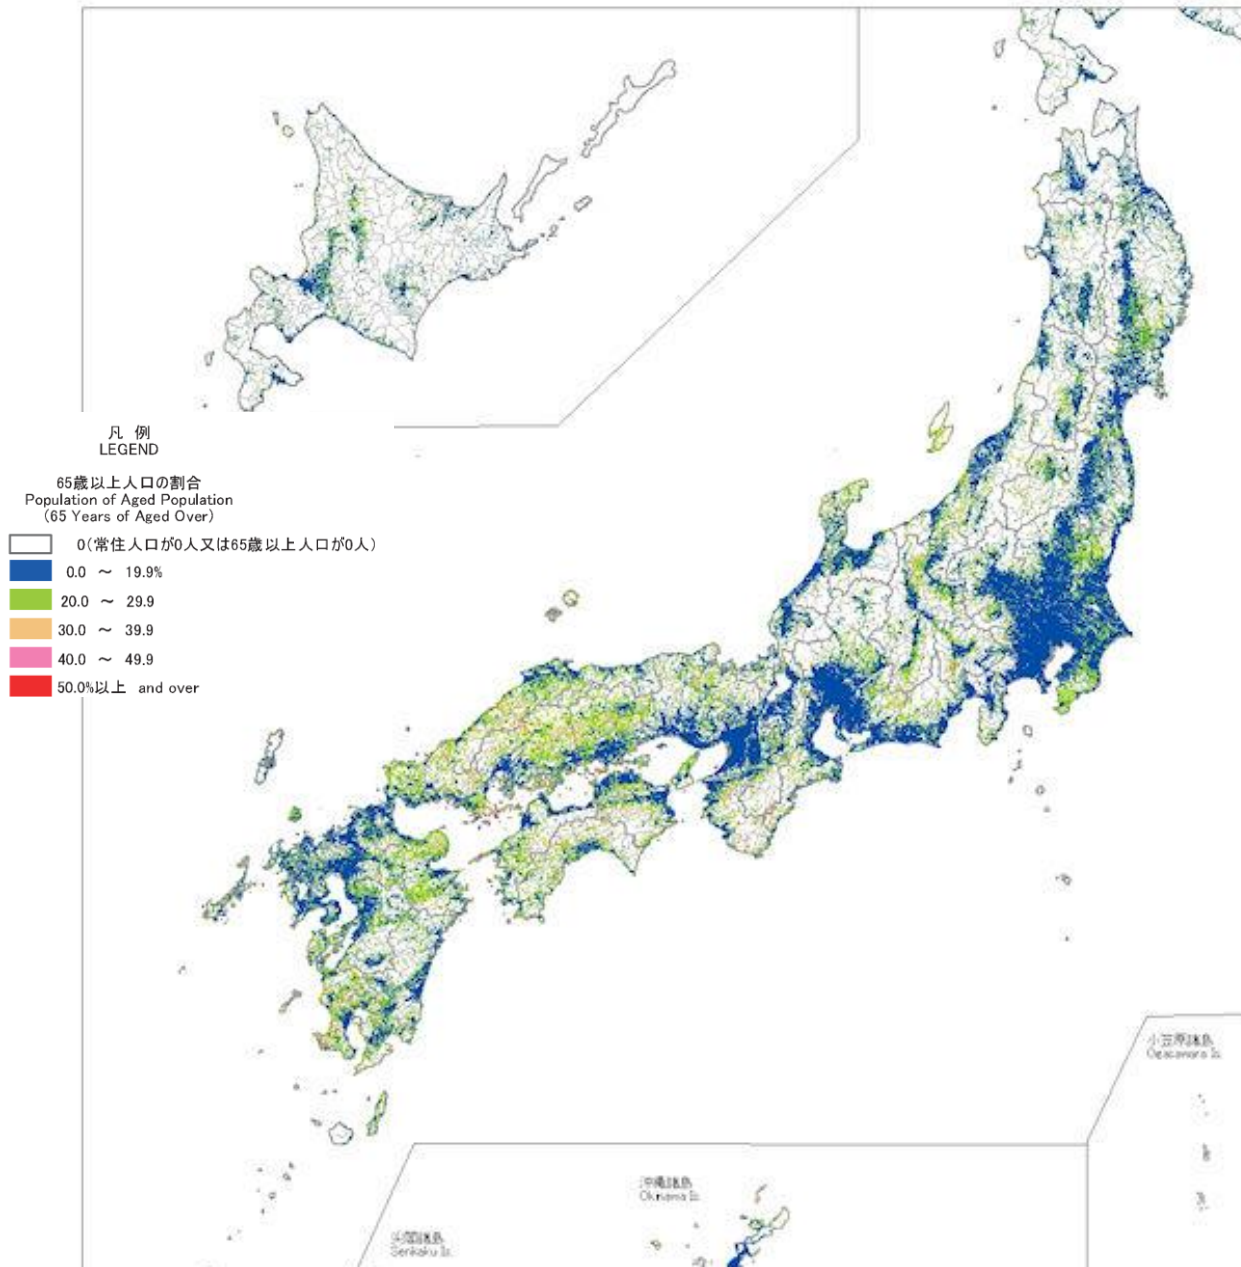 凡 例
LEGEND
65歳以上人口の割合
Population of Aged Population
(65 Years of Aged Over)
0(常住人口が0人又は65歳以上人口が0人)
0.0 ～ 19.9%
20.0 ～ 29.9
30.0 ～ 39.9
40.0 ～ 49.9
50.0%以上 and over
小笠原諸島
Ogasawara Is.
沖縄諸島
Okinawa Is.
尖閣諸島
Senkaku Is.